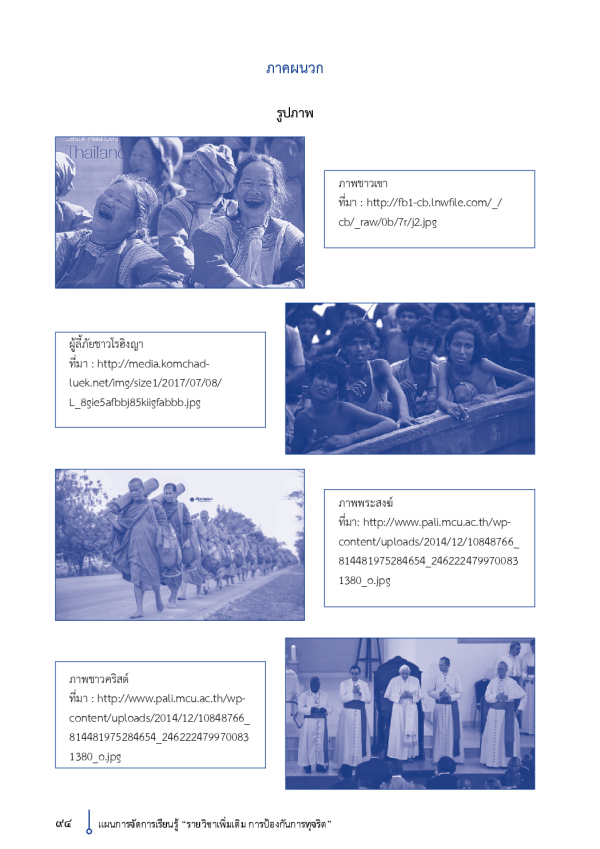 ภาคผนวก
รูปภาพ
Thailand
ภาพชาวเขา
ที่มา : http://fb1-cb.lnwfile.com/_/
cb/_raw/0b/7r/j2.jpg
ผู้ลี้ภัยชาวโรฮิงญา
ที่มา : http://media.komchad-
luek.net/img/size1/2017/07/08/
L_8gie5afbbj85kiigfabbb.jpg
ภาพพระสงฆ์
ที่มา: http://www.pali.mcu.ac.th/wp-
content/uploads/2014/12/10848766_
814481975284654_246222479970083
1380_o.jpg
ภาพชาวคริสต์
ที่มา : http://www.pali.mcu.ac.th/wp-
content/uploads/2014/12/10848766_
814481975284654_246222479970083
1380_o.jpg
๙๔ แผนการจัดการเรียนรู้ “รายวิชาเพิ่มเติม การป้องกันการทุจริต”